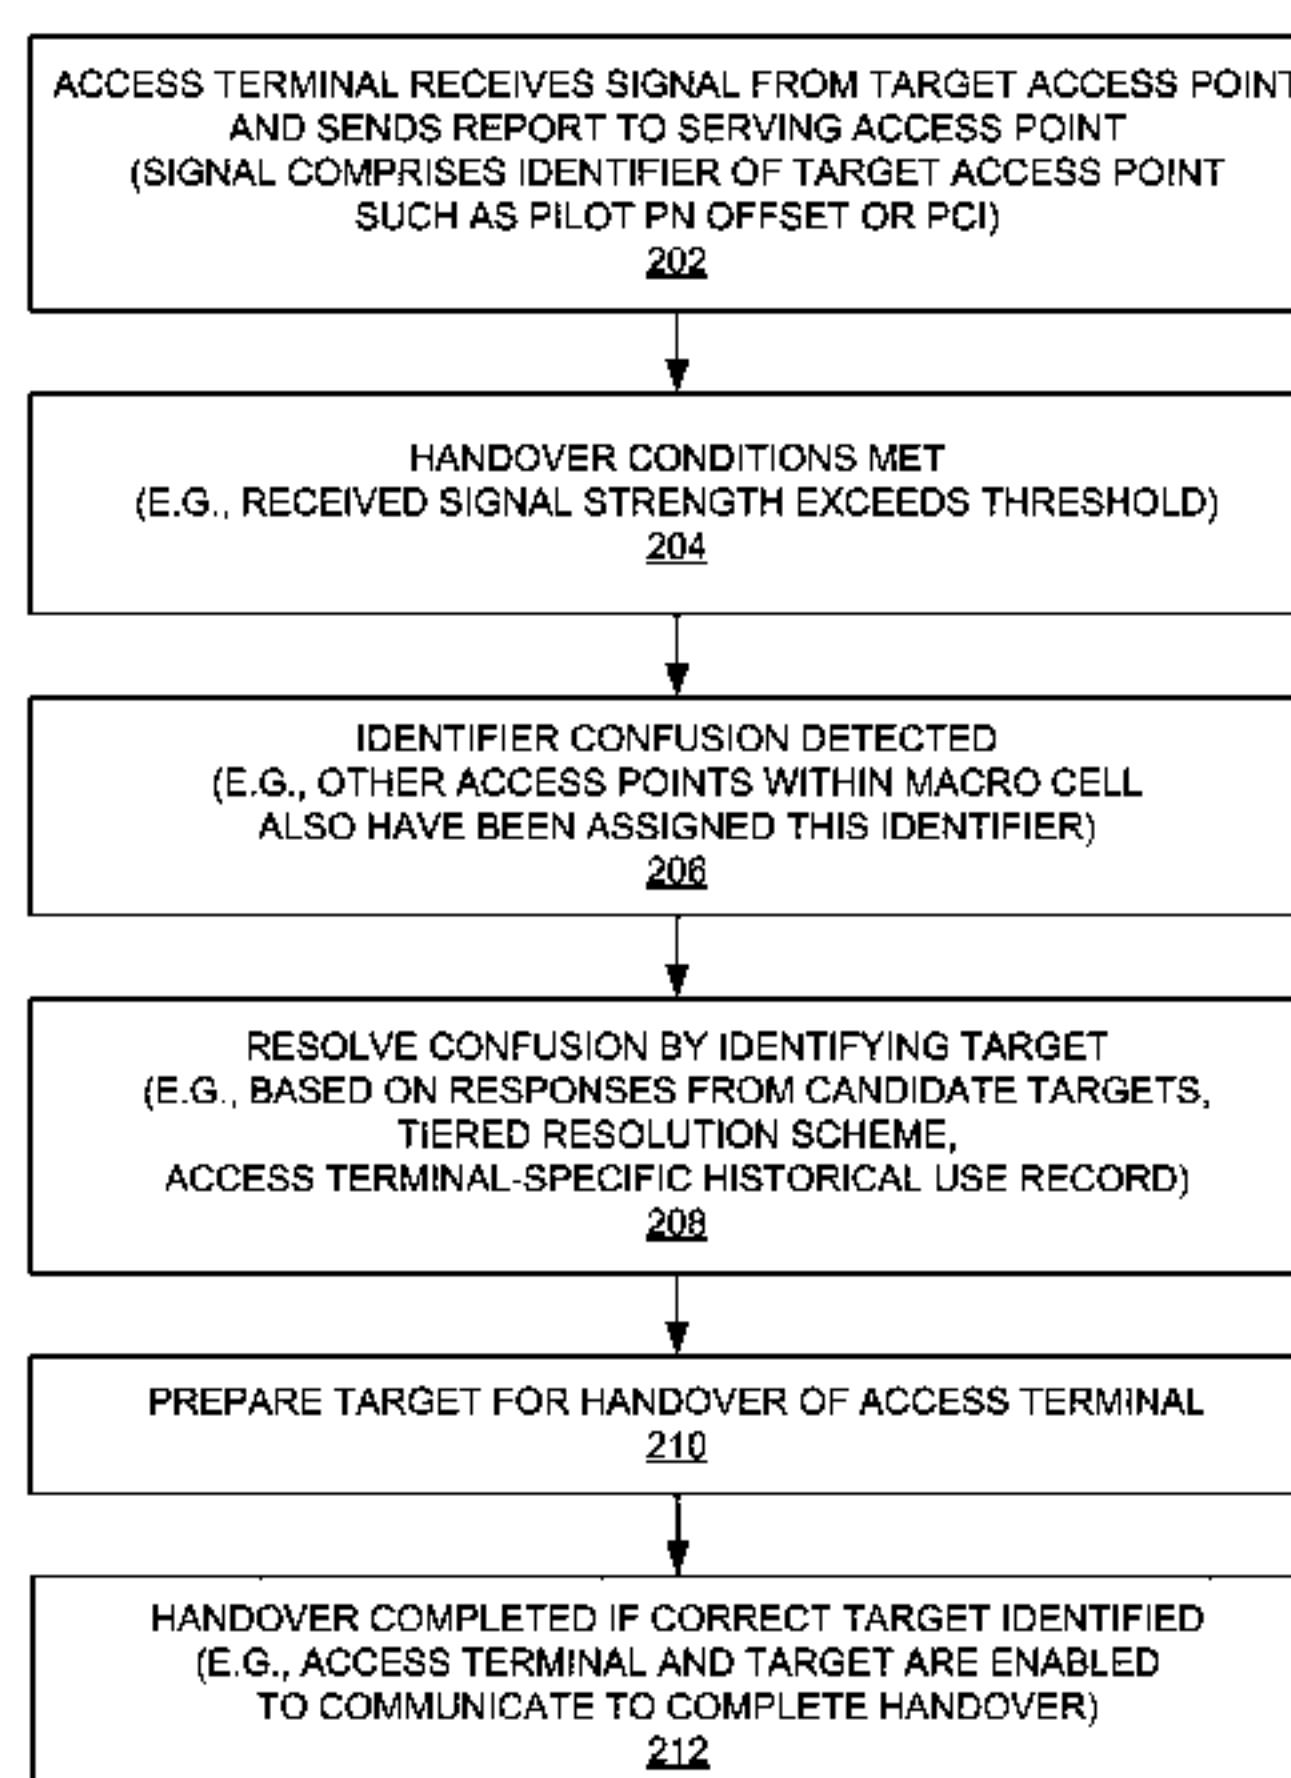 ACCESS TERMINAL RECEIVES SIGNAL FROM TARGET ACCESS POINT
AND SENDS REPORT TO SERVING ACCESS POINT
(SIGNAL COMPRISES IDENTIFIER OF TARGET ACCESS POINT
SUCH AS PILOT PN OFFSET OR PCI)
202
HANDOVER CONDITIONS MET
(E.G., RECEIVED SIGNAL STRENGTH EXCEEDS THRESHOLD)
204
IDENTIFIER CONFUSION DETECTED
(E.G., OTHER ACCESS POINTS WITHIN MACRO CELL
ALSO HAVE BEEN ASSIGNED THIS IDENTIFIER)
206
RESOLVE CONFUSION BY IDENTIFYING TARGET
(E.G., BASED ON RESPONSES FROM CANDIDATE TARGETS,
TIERED RESOLUTION SCHEME,
ACCESS TERMINAL-SPECIFIC HISTORICAL USE RECORD)
208
PREPARE TARGET FOR HANDOVER OF ACCESS TERMINAL
210
HANDOVER COMPLETED IF CORRECT TARGET IDENTIFIED
(E.G., ACCESS TERMINAL AND TARGET ARE ENABLED
TO COMMUNICATE TO COMPLETE HANDOVER)
212